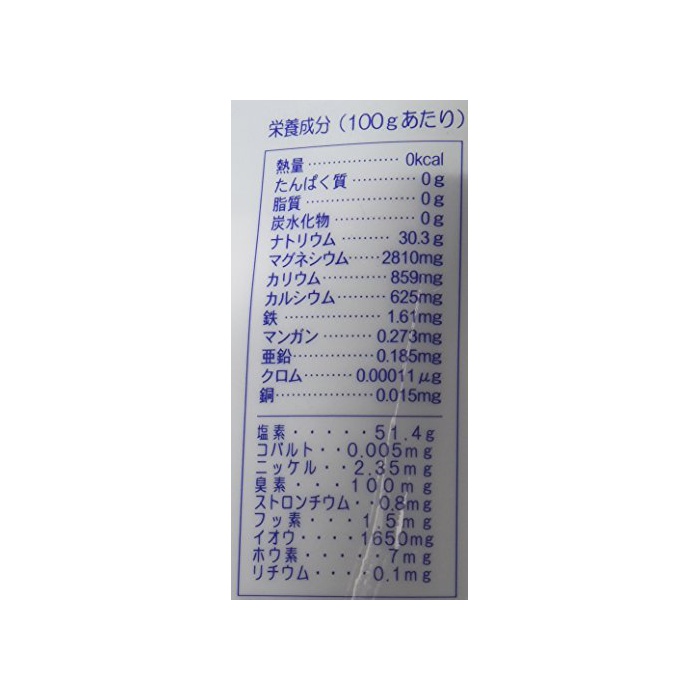 栄養成分（100gあたり）
熱量‥‥‥‥‥‥ 0kcal
たんぱく質‥‥‥‥ 0g
脂質‥‥‥‥‥‥‥ 0g
炭水化物‥‥‥‥‥ 0g
ナトリウム‥‥‥ 30.3g
マグネシウム‥‥2810mg
カリウム‥‥‥‥ 859mg
カルシウム‥‥‥ 625mg
鉄‥‥‥‥‥‥‥ 1.61mg
マンガン‥‥‥ 0.273mg
亜鉛‥‥‥‥‥ 0.185mg
クロム‥‥‥ 0.00011μg
銅‥‥‥‥‥‥ 0.015mg
塩素・・・・・51.4g
コバルト・・0.005mg
ニッケル・・2.35mg
臭素・・・100mg
ストロンチウム・・0.8mg
フッ素・・・1.5mg
イオウ・・・・1650mg
ホウ素・・・・・7mg
リチウム・・・・0.1mg